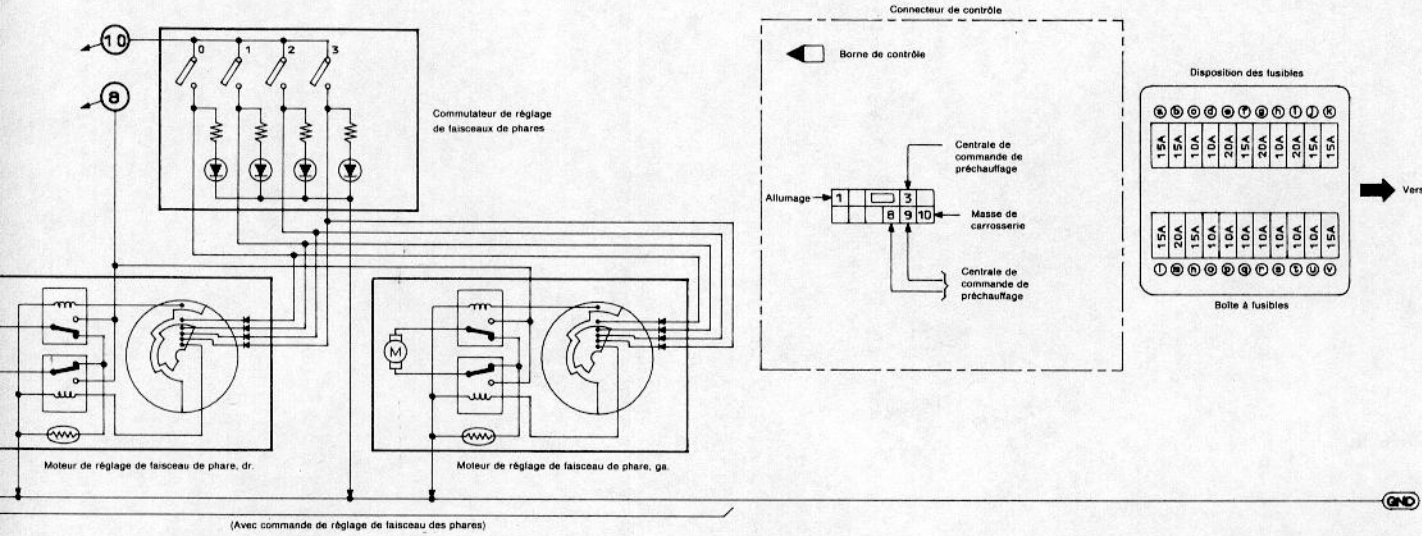 10
0 1 2 3
8
Commutateur de réglage
de faisceaux de phares
M
Moteur de réglage de faisceau de phare, dr.
Moteur de réglage de faisceau de phare, ga.
(Avec commande de réglage de faisceau des phares)
Connecteur de contrôle
Borne de contrôle
Centrale de
commande de
préchauffage
Allumage
1 3
8 9 10
Masse de
carrosserie
Centrale de
commande de
préchauffage
Disposition des fusibles
a b c d e f g h i j k
15A 15A 10A 10A 20A 15A 20A 10A 20A 15A 15A
15A 20A 15A 10A 10A 10A 10A 10A 10A 10A 15A
l m n o p q r s t u v
Boîte à fusibles
Vers
GND